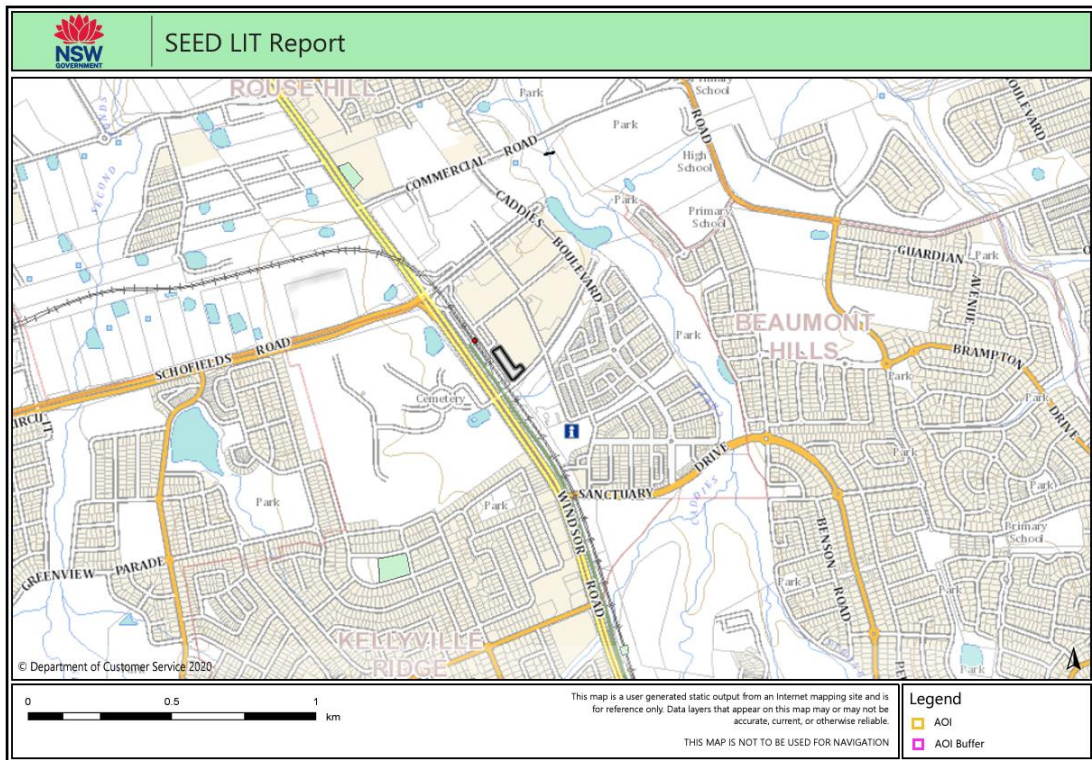 NSW
GOVERNMENT
SEED LIT Report
ROUSE HILL
Park
School
Park
BOULEVARD
SECOND
ROAD
COMMERCIAL ROAD
High
School
CADDIES BOULEVARD
Park
Primary
School
GUARDIAN
Park
AVENUE
Park
BEAUMONT
HILLS
BRAMPTON
DRIVE
SCHOFIELDS ROAD
Park
Park
Cemetery
CADDIES
Park
DRIVE
SANCTUARY
Park
Park
WINDSOR
ROAD
BENSON
ROAD
Park
Primary
School
GREENVIEW PARADE
Park
Park
KELLYVILLE
RIDGE
© Department of Customer Service 2020
0 0.5 1
km
This map is a user generated static output from an Internet mapping site and is
for reference only. Data layers that appear on this map may or may not be
accurate, current, or otherwise reliable.
THIS MAP IS NOT TO BE USED FOR NAVIGATION
Legend
AOI
AOI Buffer